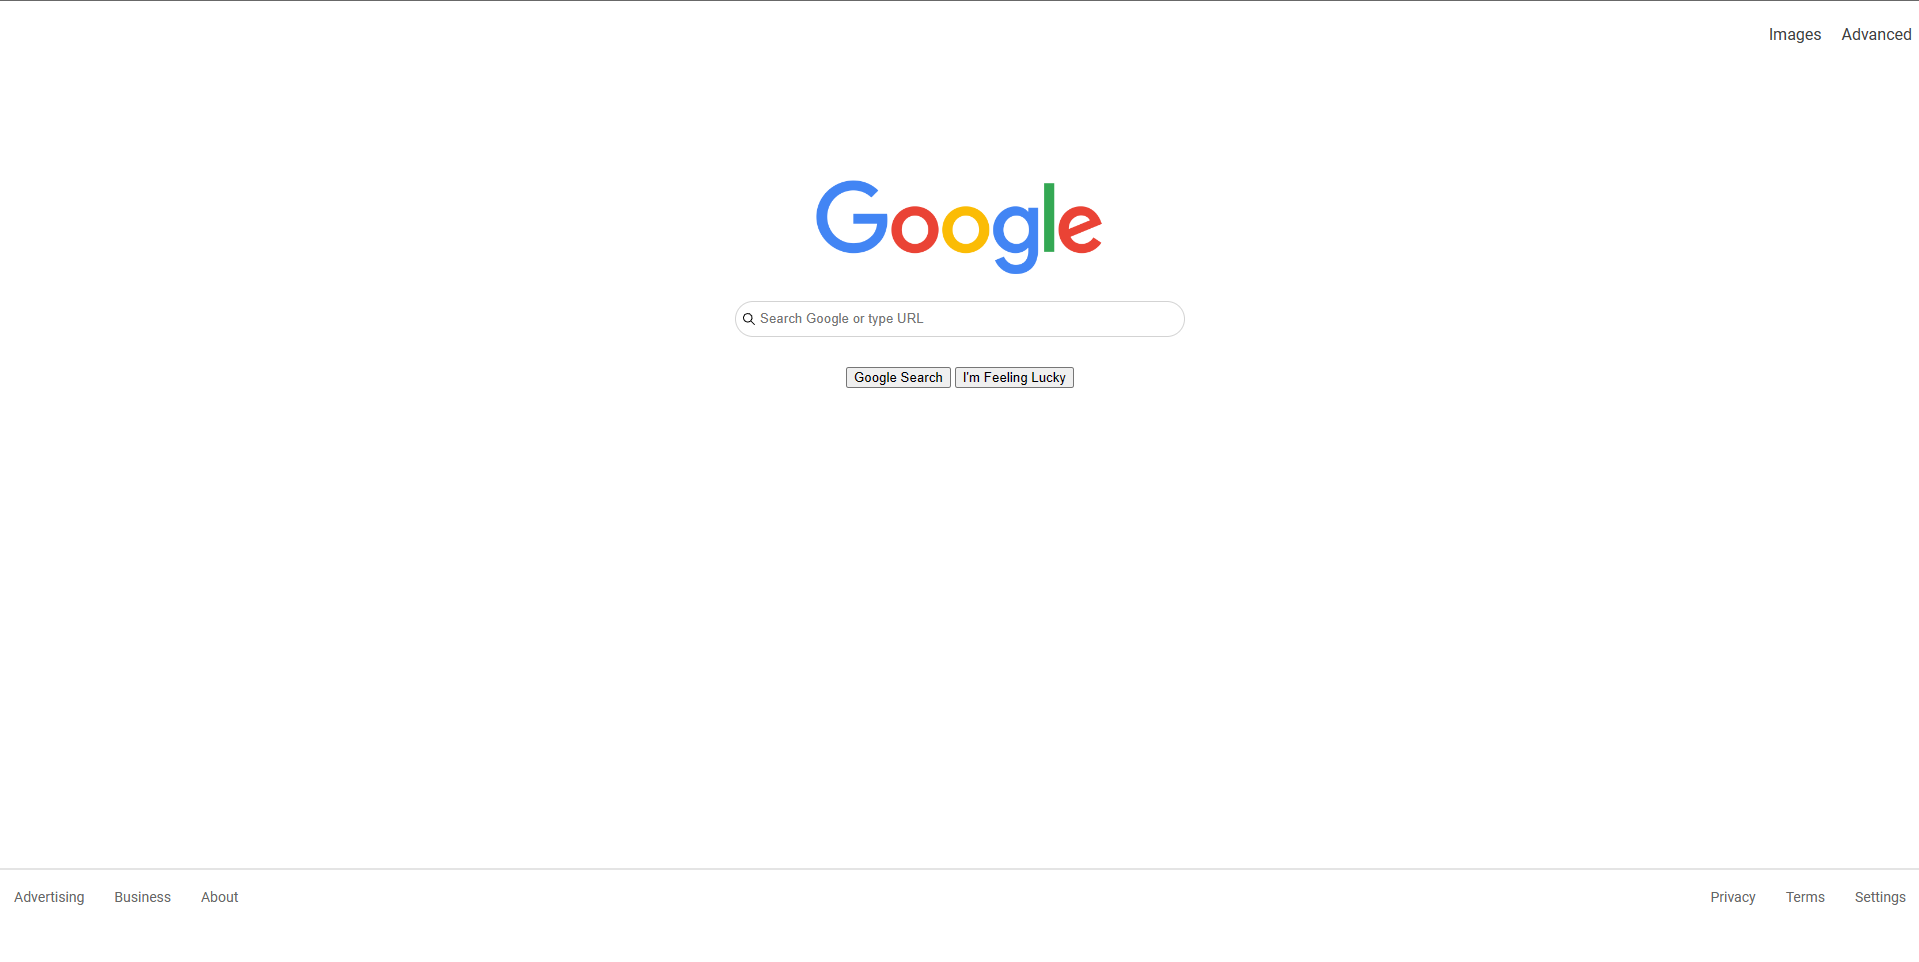 Images Advanced
Google
Search Google or type URL
Google Search I'm Feeling Lucky
Advertising Business About Privacy Terms Settings